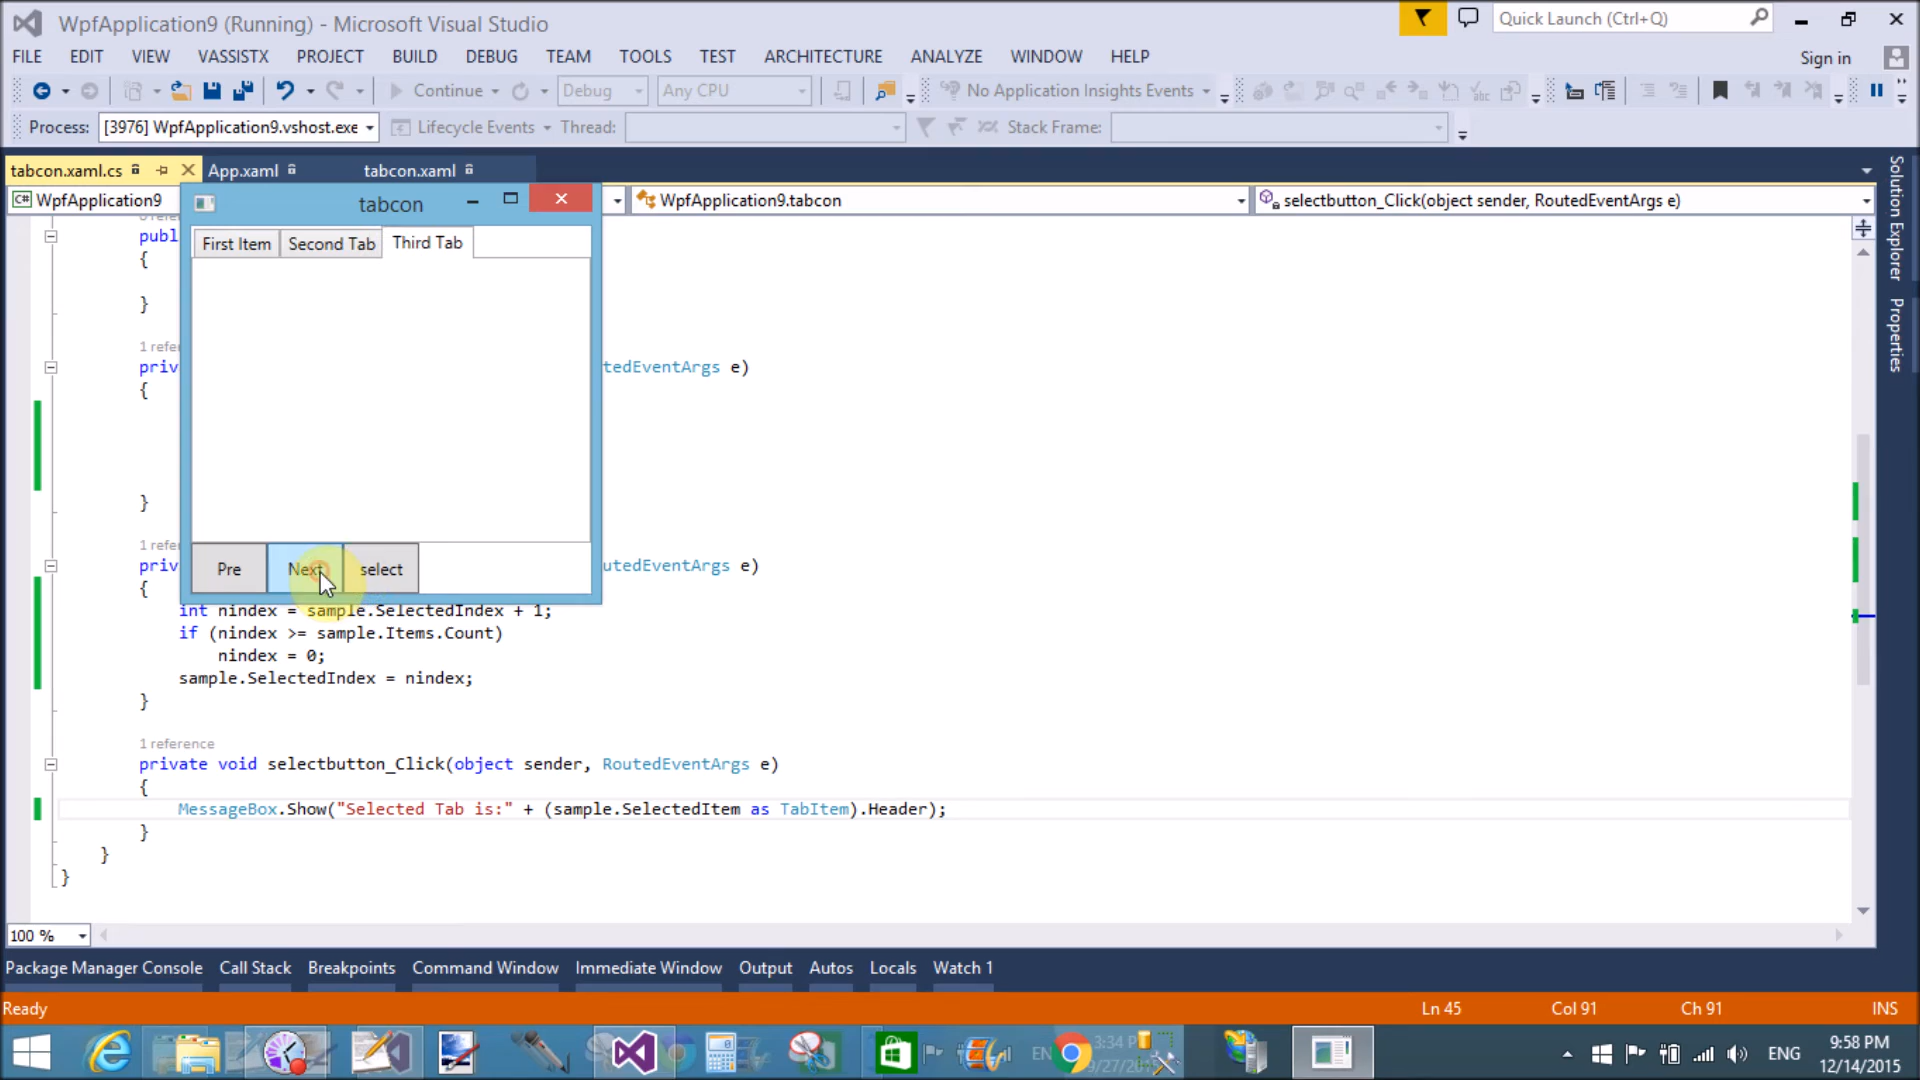 WpfApplication9 (Running) - Microsoft Visual Studio
Quick Launch (Ctrl+Q)
FILE EDIT VIEW VASSISTX PROJECT BUILD DEBUG TEAM TOOLS TEST ARCHITECTURE ANALYZE WINDOW HELP Sign in
Continue Debug Any CPU No Application Insights Events
Process: [3976] WpfApplication9.vshost.exe Lifecycle Events Thread: Stack Frame:
tabcon.xaml.cs App.xaml tabcon.xaml
C# WpfApplication9 WpfApplication9.tabcon selectbutton_Click(object sender, RoutedEventArgs e)
Solution Explorer
Properties
tabcon
First Item Second Tab Third Tab
Pre Next select
publ
{
}
1 refe
priv tedEventArgs e)
{
}
1 refe
priv utedEventArgs e)
{
int nindex = sample.SelectedIndex + 1;
if (nindex >= sample.Items.Count)
nindex = 0;
sample.SelectedIndex = nindex;
}
1 reference
private void selectbutton_Click(object sender, RoutedEventArgs e)
{
MessageBox.Show("Selected Tab is:" + (sample.SelectedItem as TabItem).Header);
}
}
}
100 %
Package Manager Console Call Stack Breakpoints Command Window Immediate Window Output Autos Locals Watch 1
Ready Ln 45 Col 91 Ch 91 INS
EN 3:34 P
ENG 9:58 PM
12/14/2015